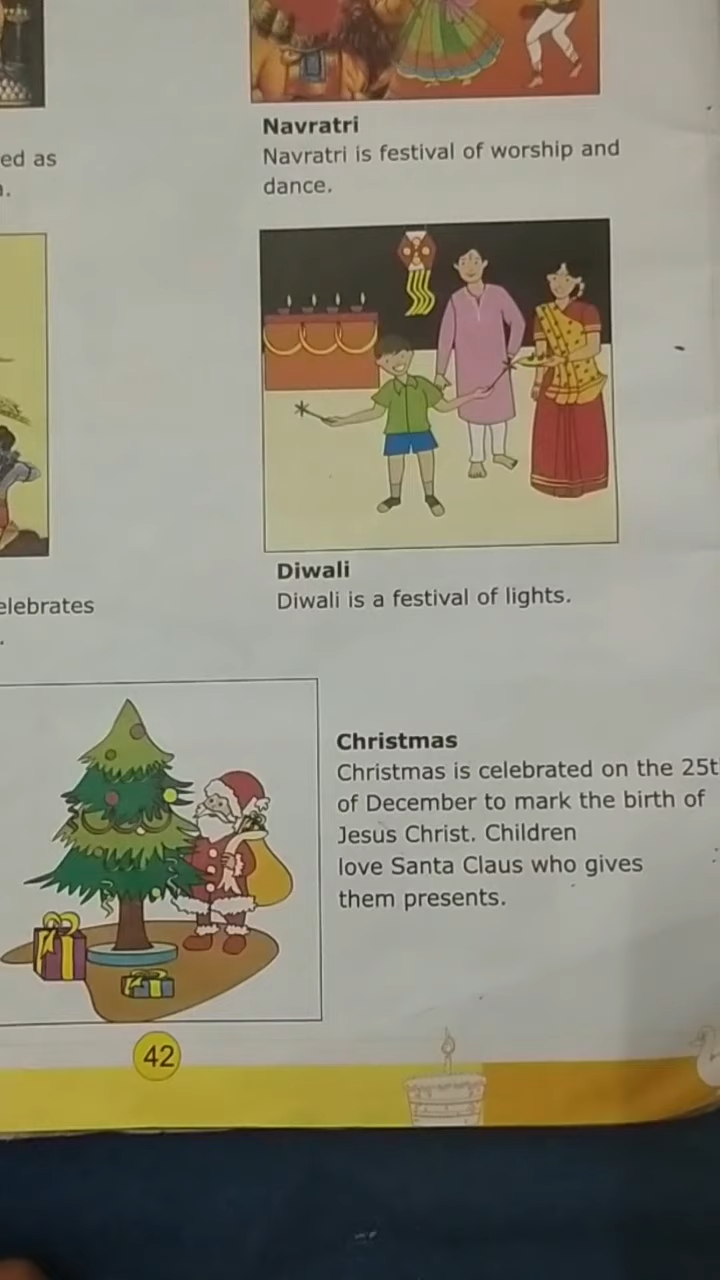 Navratri
Navratri is festival of worship and
dance.
ed as
Diwali
Diwali is a festival of lights.
elebrates
Christmas
Christmas is celebrated on the 25t
of December to mark the birth of
Jesus Christ. Children
love Santa Claus who gives
them presents.
42